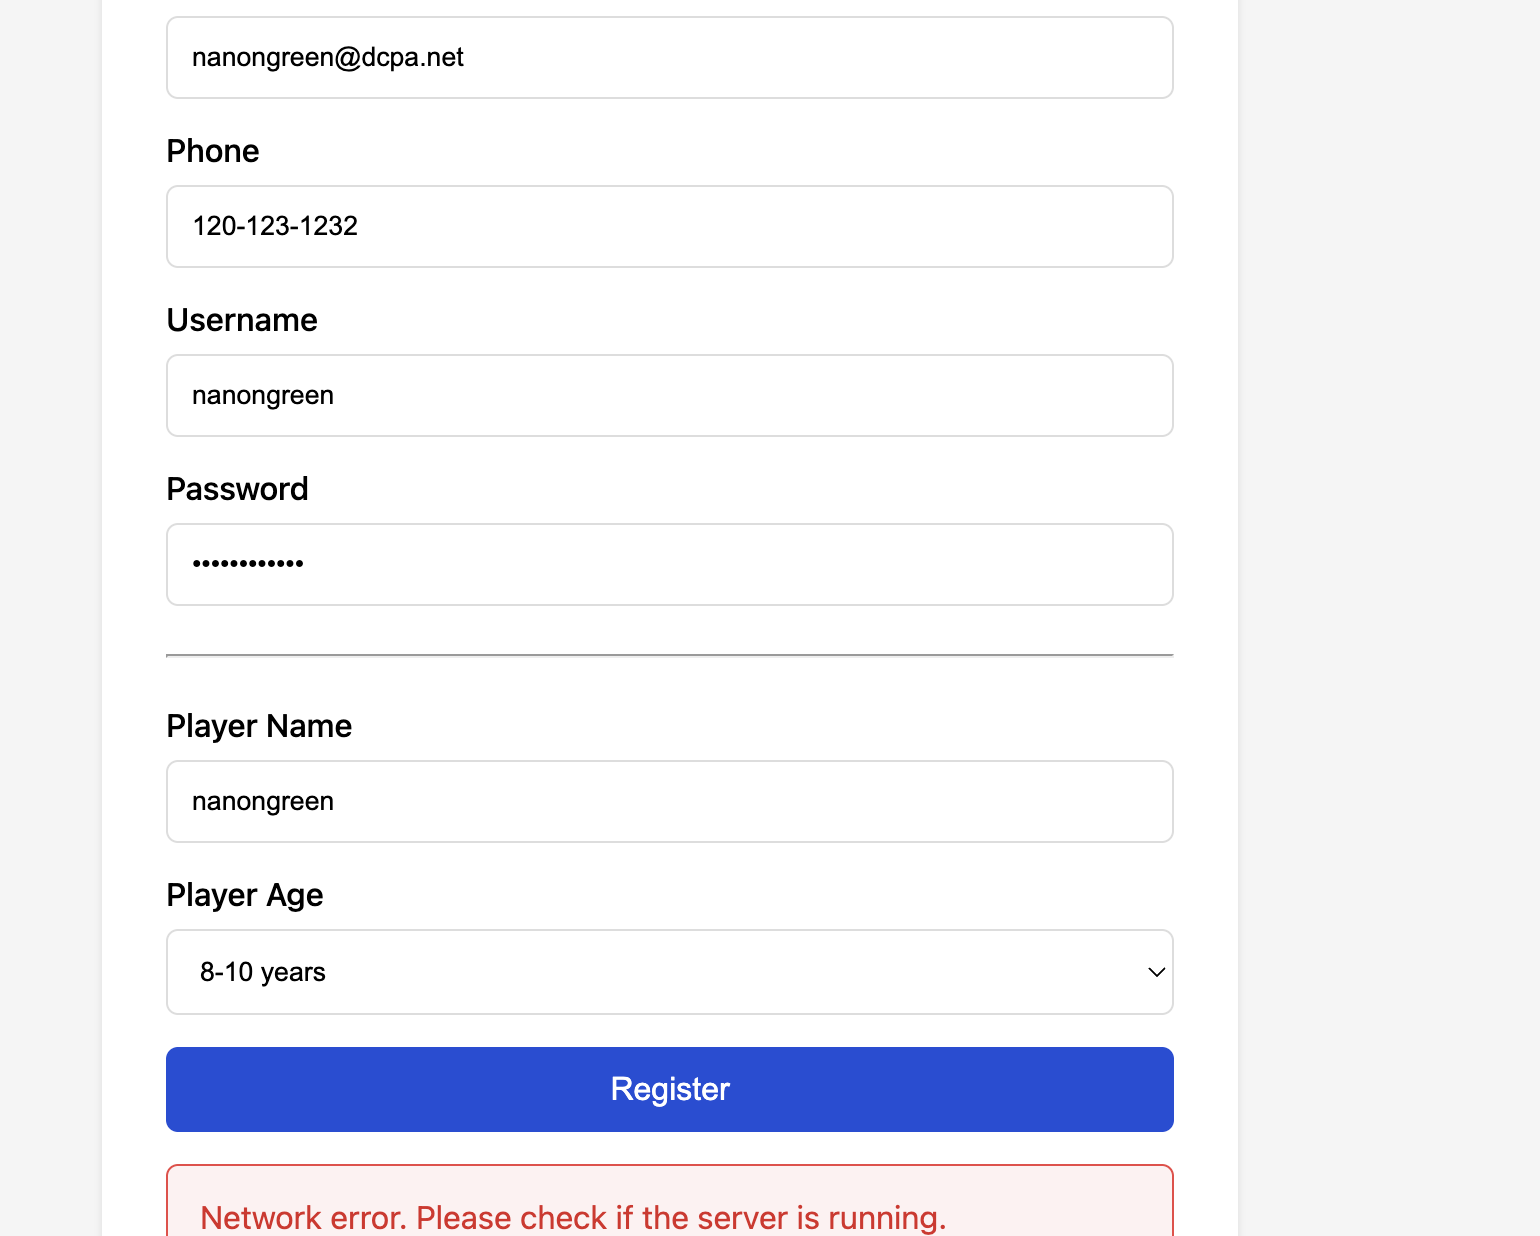 nanongreen@dcpa.net
Phone
120-123-1232
Username
nanongreen
Password
••••••••••••
Player Name
nanongreen
Player Age
8-10 years
Register
Network error. Please check if the server is running.